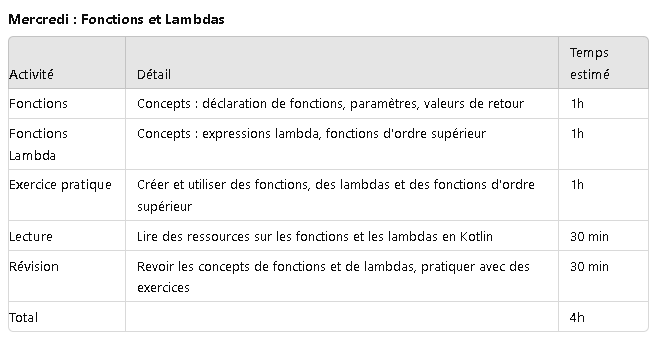 Mercredi : Fonctions et Lambdas
Activité Détail Temps estimé
Fonctions Concepts : déclaration de fonctions, paramètres, valeurs de retour 1h
Fonctions Lambda Concepts : expressions lambda, fonctions d'ordre supérieur 1h
Exercice pratique Créer et utiliser des fonctions, des lambdas et des fonctions d'ordre supérieur 1h
Lecture Lire des ressources sur les fonctions et les lambdas en Kotlin 30 min
Révision Revoir les concepts de fonctions et de lambdas, pratiquer avec des exercices 30 min
Total 4h